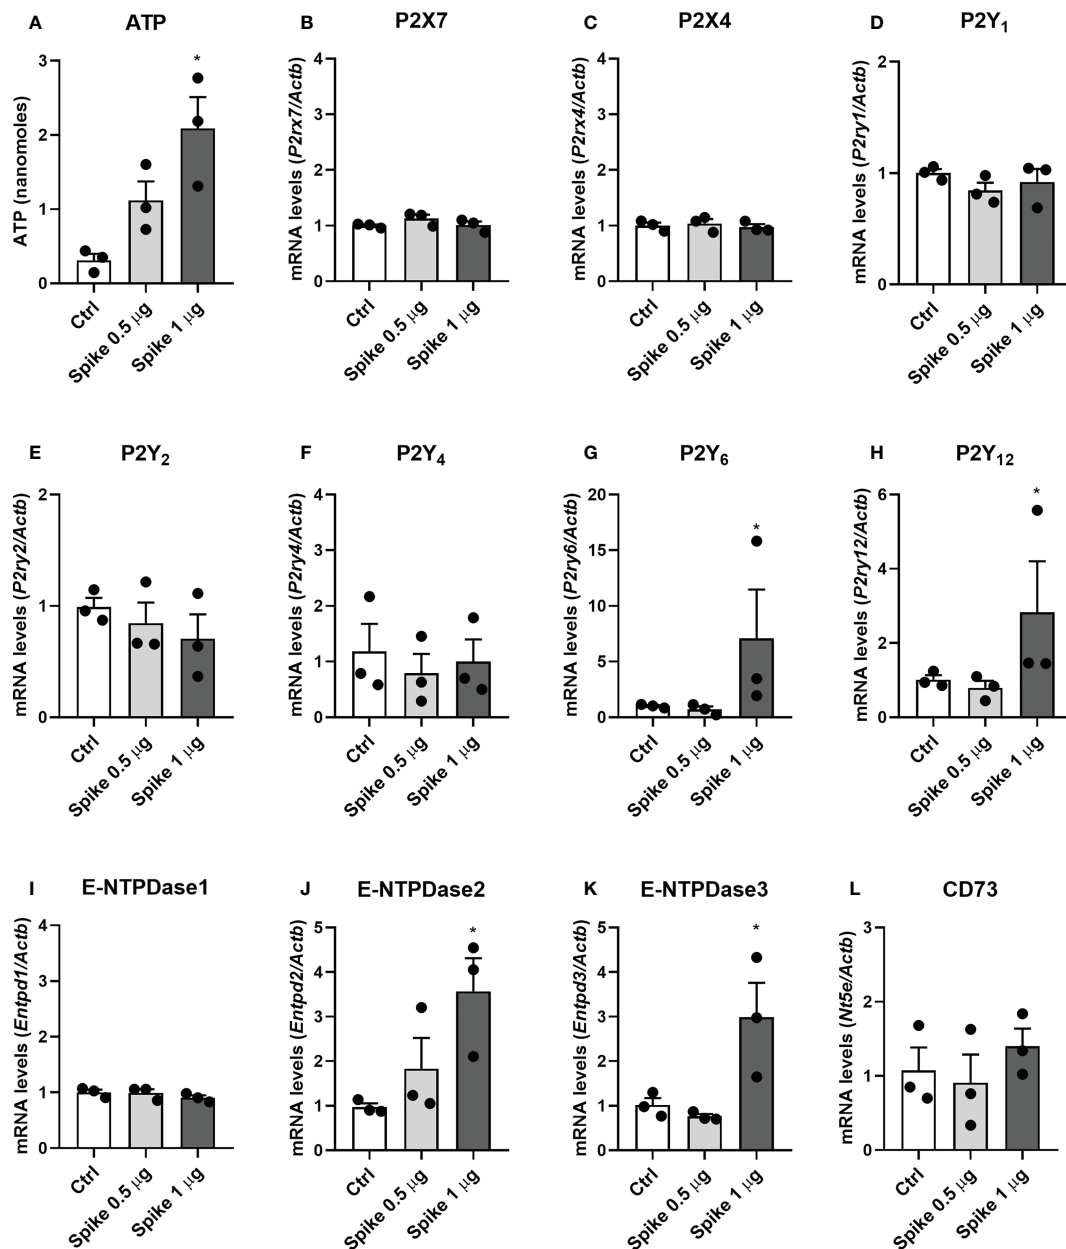 A ATP
ATP (nanomoles)
3
2
1
0
*
Ctrl
Spike 0.5 μg
Spike 1 μg
B P2X7
mRNA levels (P2rx7/Actb)
4
3
2
1
0
Ctrl
Spike 0.5 μg
Spike 1 μg
C P2X4
mRNA levels (P2rx4/Actb)
4
3
2
1
0
Ctrl
Spike 0.5 μg
Spike 1 μg
D P2Y1
mRNA levels (P2ry1/Actb)
2
1
0
Ctrl
Spike 0.5 μg
Spike 1 μg
E P2Y2
mRNA levels (P2ry2/Actb)
2
1
0
Ctrl
Spike 0.5 μg
Spike 1 μg
F P2Y4
mRNA levels (P2ry4/Actb)
4
3
2
1
0
Ctrl
Spike 0.5 μg
Spike 1 μg
G P2Y6
mRNA levels (P2ry6/Actb)
20
15
10
5
0
*
Ctrl
Spike 0.5 μg
Spike 1 μg
H P2Y12
mRNA levels (P2ry12/Actb)
6
4
2
0
*
Ctrl
Spike 0.5 μg
Spike 1 μg
I E-NTPDase1
mRNA levels (Entpd1/Actb)
4
3
2
1
0
Ctrl
Spike 0.5 μg
Spike 1 μg
J E-NTPDase2
mRNA levels (Entpd2/Actb)
5
4
3
2
1
0
*
Ctrl
Spike 0.5 μg
Spike 1 μg
K E-NTPDase3
mRNA levels (Entpd3/Actb)
5
4
3
2
1
0
*
Ctrl
Spike 0.5 μg
Spike 1 μg
L CD73
mRNA levels (Nt5e/Actb)
3
2
1
0
Ctrl
Spike 0.5 μg
Spike 1 μg